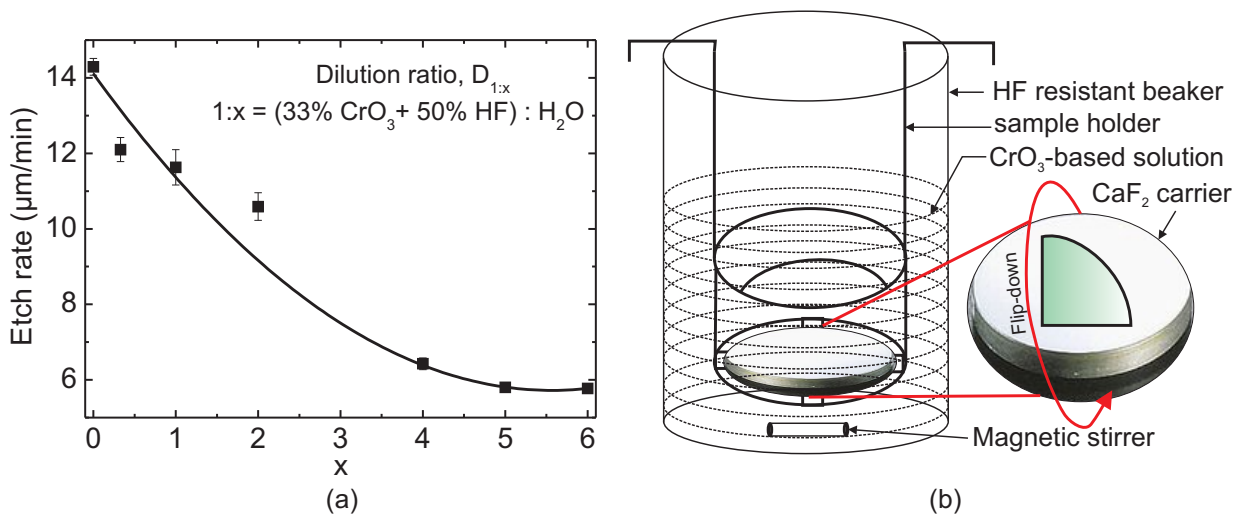 Etch rate (μm/min)
14
12
10
8
6
0 1 2 3 4 5 6
x
Dilution ratio, D₁:ₓ
1:x = (33% CrO₃+ 50% HF) : H₂O
(a)
HF resistant beaker
sample holder
CrO₃-based solution
CaF₂ carrier
Flip-down
Magnetic stirrer
(b)